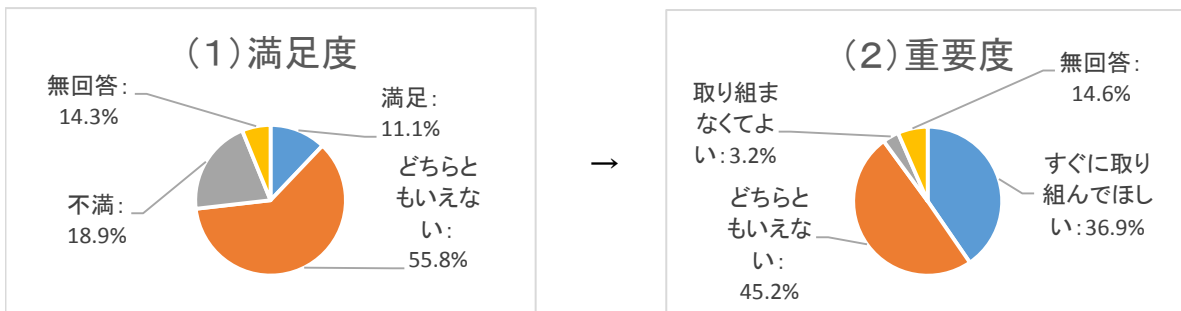 （１）満足度
無回答：
14.3%
満足：
11.1%
どちらと
もいえな
い：
55.8%
不満：
18.9%
→
（２）重要度
無回答：
14.6%
取り組ま
なくてよ
い：3.2%
すぐに取り
組んでほし
い：36.9%
どちらと
もいえな
い：
45.2%